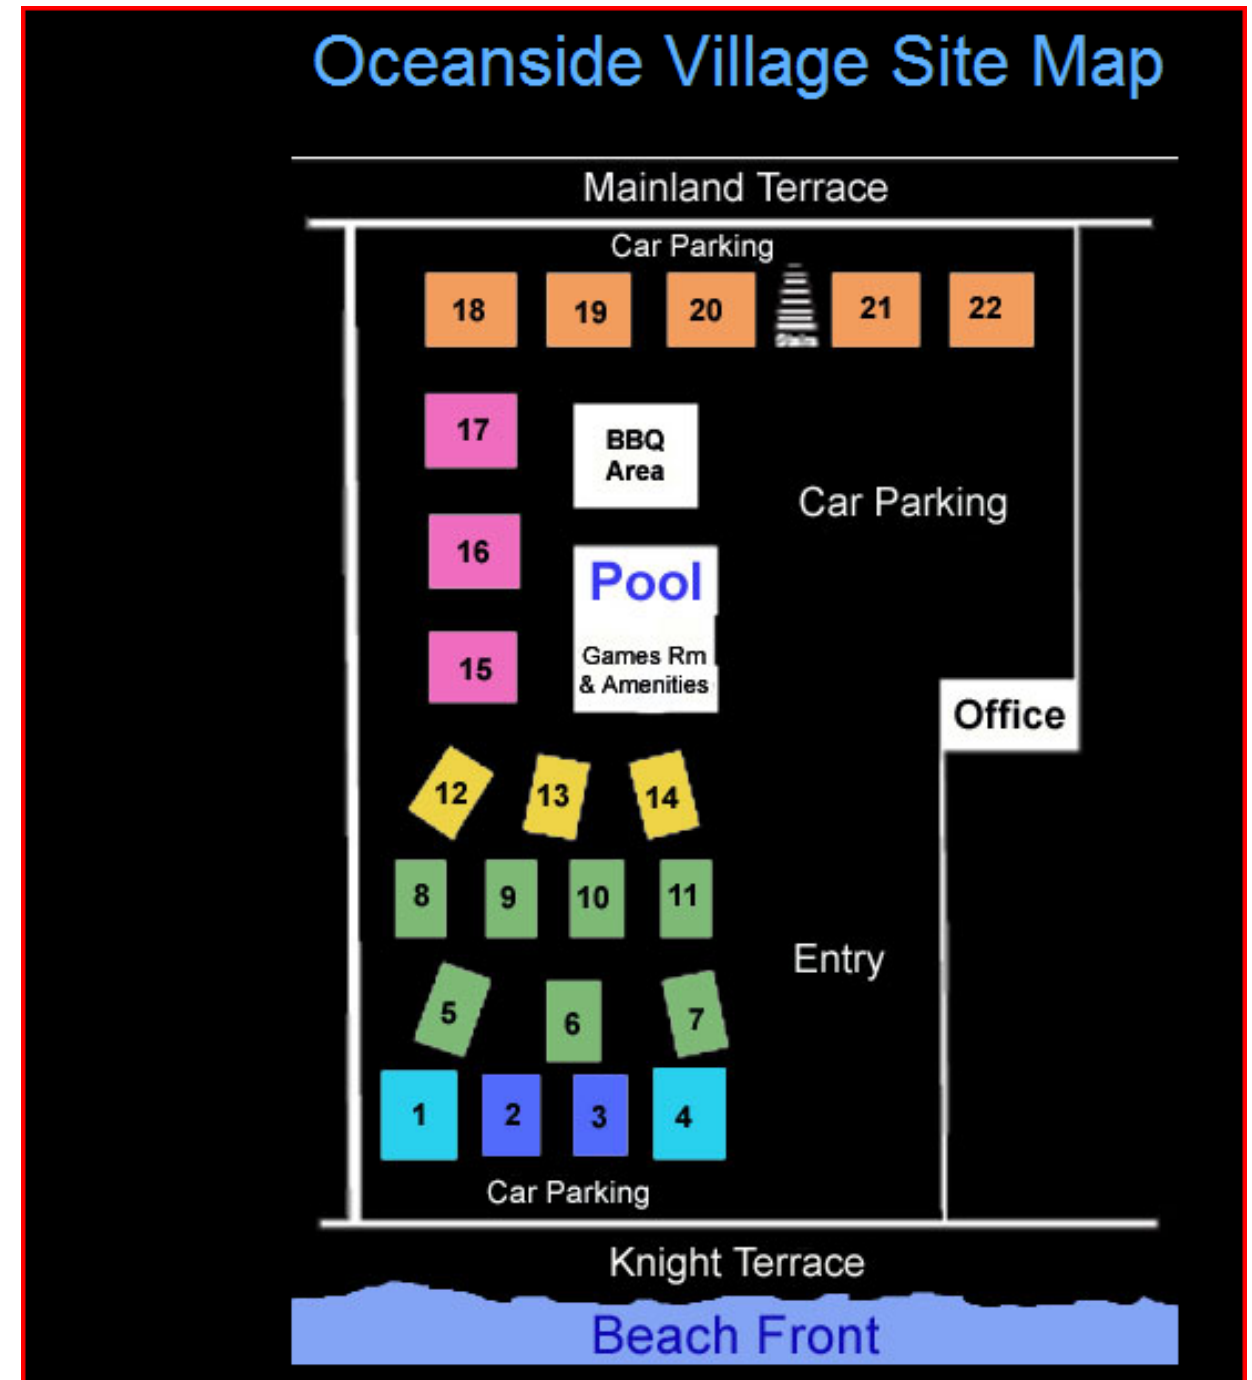 Oceanside Village Site Map
Mainland Terrace
Car Parking
18 19 20 21 22
Stairs
17
BBQ
Area
Car Parking
16
Pool
15
Games Rm
& Amenities
Office
12 13 14
8 9 10 11
Entry
5 6 7
1 2 3 4
Car Parking
Knight Terrace
Beach Front